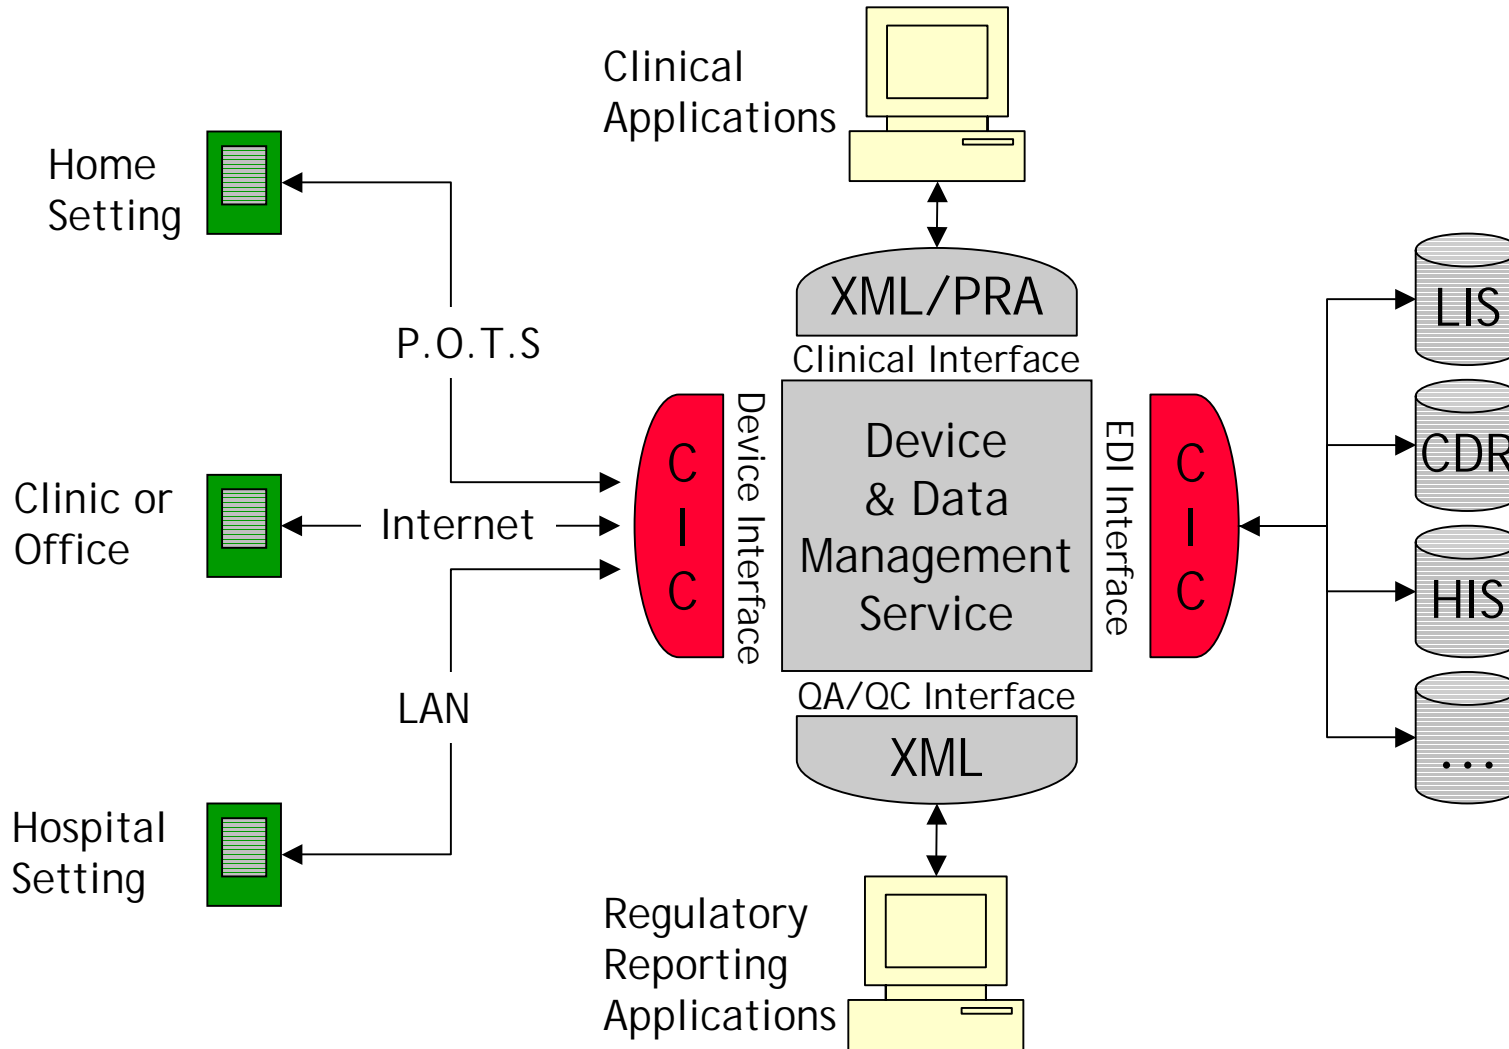 Clinical
Applications
Home
Setting
P.O.T.S
Clinic or
Office
Internet
LAN
Hospital
Setting
XML/PRA
Clinical Interface
C
I
C
Device Interface
Device
& Data
Management
Service
EDI Interface
C
I
C
QA/QC Interface
XML
LIS
CDR
HIS
...
Regulatory
Reporting
Applications